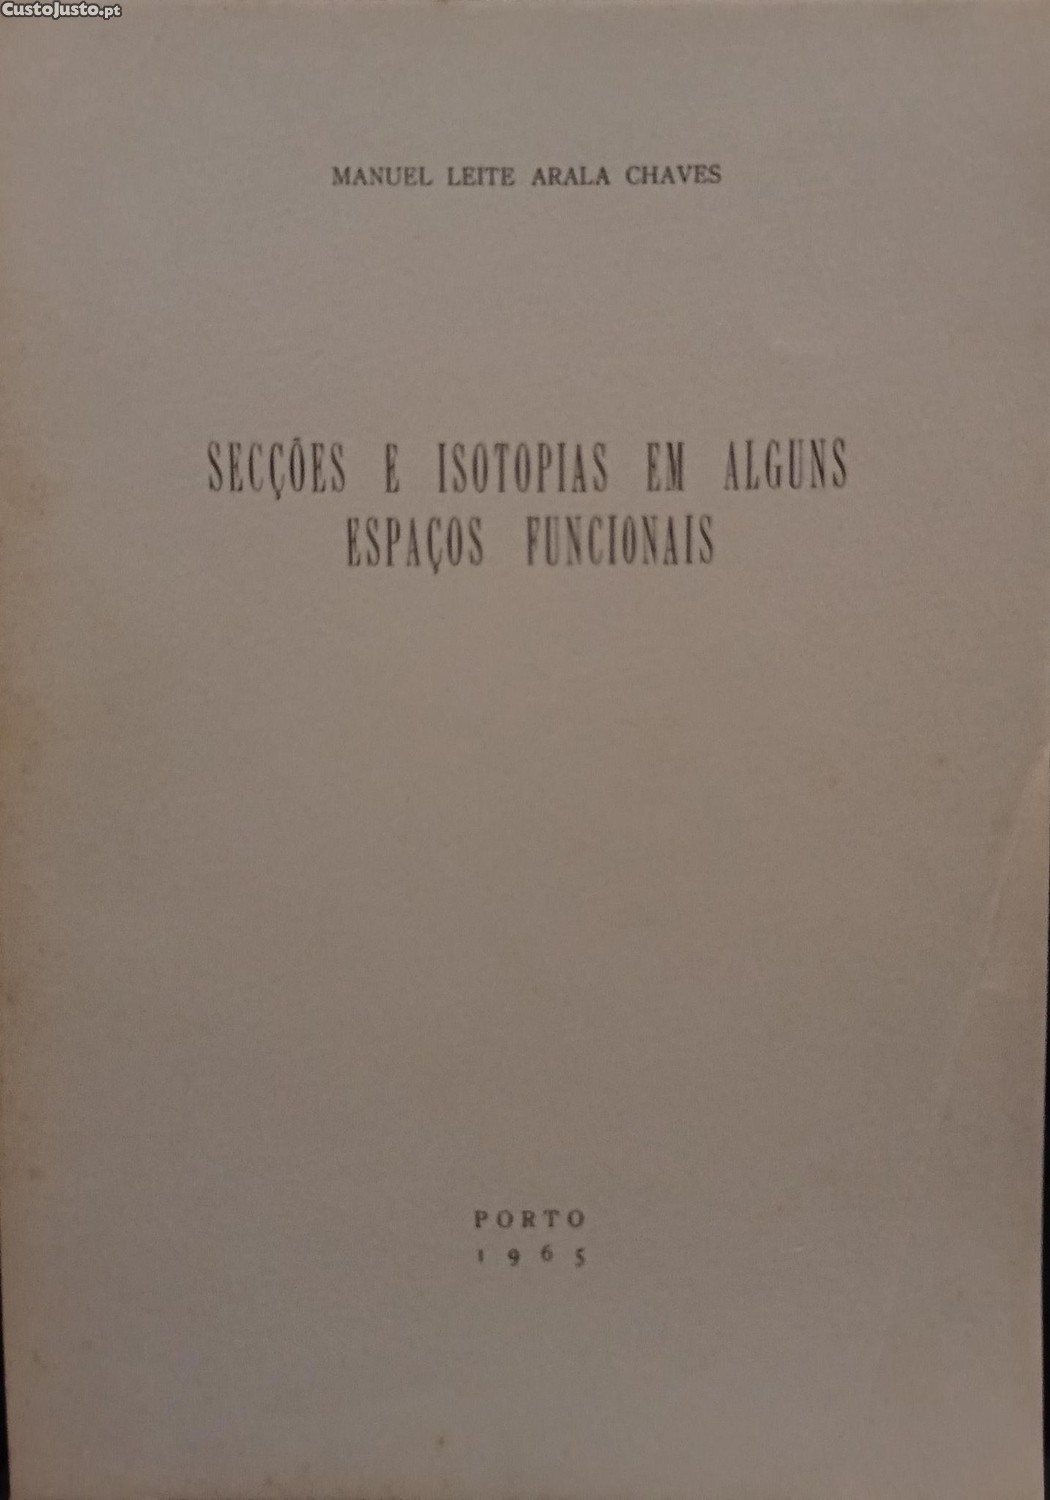 CustoJusto.pt
MANUEL LEITE ARALA CHAVES
SECÇÕES E ISOTOPIAS EM ALGUNS
ESPAÇOS FUNCIONAIS
PORTO
1965